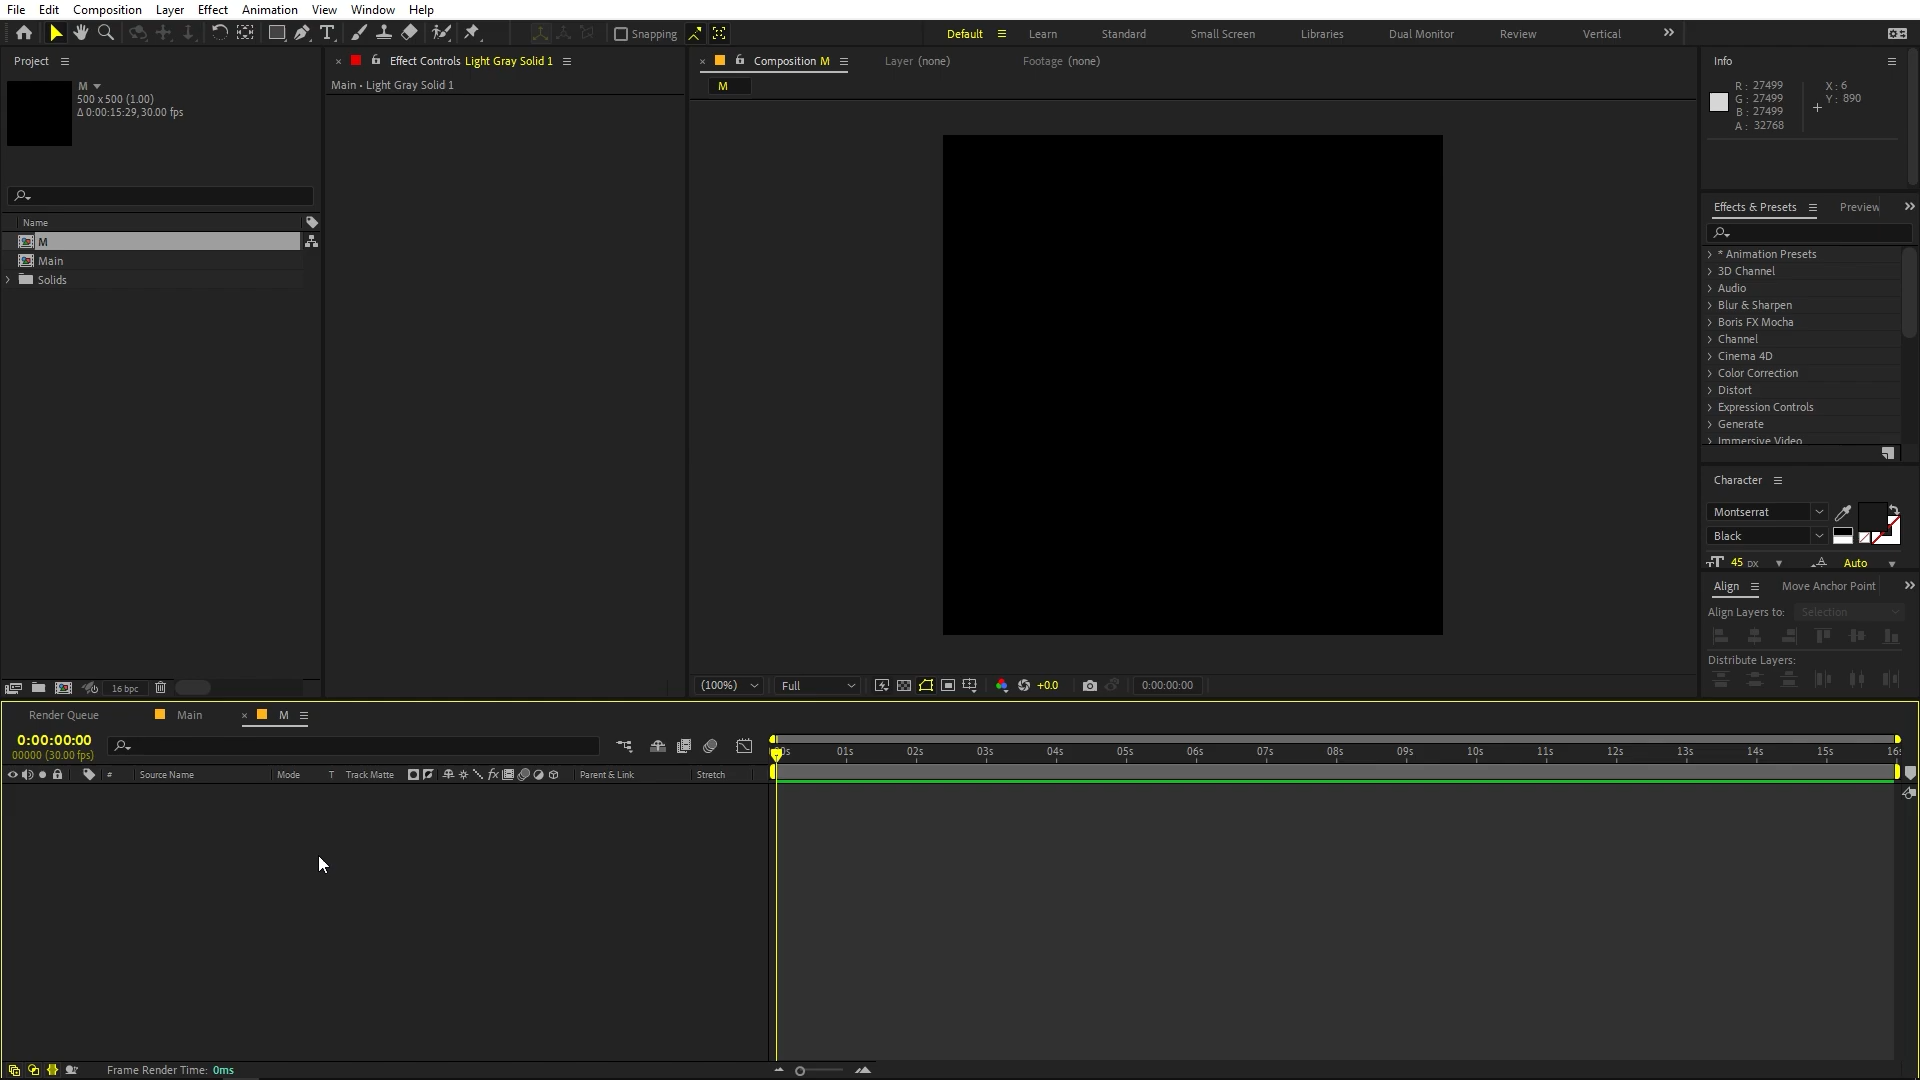 File Edit Composition Layer Effect Animation View Window Help
Snapping
Default Learn Standard Small Screen Libraries Dual Monitor Review Vertical
Project
M
500 x 500 (1.00)
Δ 0:00:15:29, 30.00 fps
Name
M
Main
Solids
16 bpc
Effect Controls Light Gray Solid 1
Main • Light Gray Solid 1
Composition M
Layer (none)
Footage (none)
M
(100%)
Full
+0.0
0:00:00:00
Info
R: 27499
G: 27499
B: 27499
A: 32768
X: 6
Y: 890
Effects & Presets
Preview
* Animation Presets
3D Channel
Audio
Blur & Sharpen
Boris FX Mocha
Channel
Cinema 4D
Color Correction
Distort
Expression Controls
Generate
Immersive Video
Character
Montserrat
Black
45 px
Auto
Align
Move Anchor Point
Align Layers to: Selection
Distribute Layers:
Render Queue
Main
M
0:00:00:00
00000 (30.00 fps)
# Source Name Mode T Track Matte Parent & Link Stretch
01s 02s 03s 04s 05s 06s 07s 08s 09s 10s 11s 12s 13s 14s 15s
Frame Render Time: 0ms